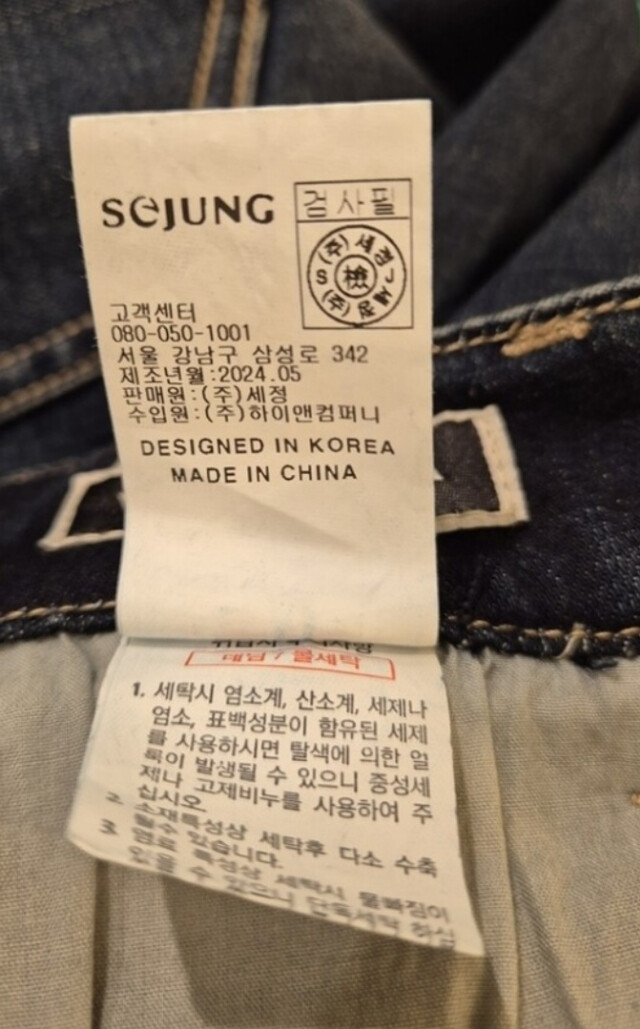 SEJUNG
검사필
(주)세정
檢
고객센터
080-050-1001
서울 강남구 삼성로 342
제조년월:2024.05
판매원:(주)세정
수입원:(주)하이앤컴퍼니
DESIGNED IN KOREA
MADE IN CHINA
데님 / 물세탁
1. 세탁시 염소계, 산소계, 세제나
염소, 표백성분이 함유된 세제
를 사용하시면 탈색에 의한 얼
룩이 발생될 수 있으니 중성세
제나 고제비누를 사용하여 주
십시오.
2. 소재특성상 세탁후 다소 수축
될수 있습니다.
3. 염료 특성상 세탁시 물빠짐이
있을 수 있으니 단독세탁 하십